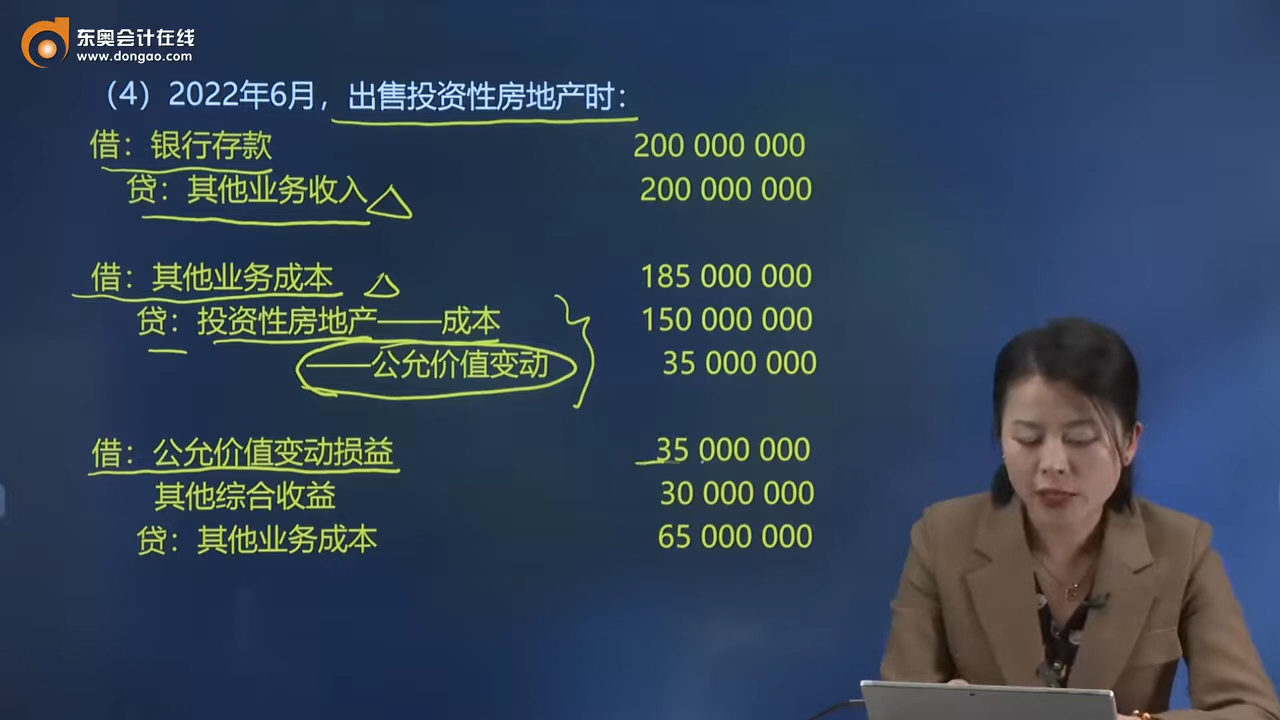 东奥会计在线
www.dongao.com
（4）2022年6月，出售投资性房地产时：
借：银行存款 200 000 000
贷：其他业务收入 200 000 000
借：其他业务成本 185 000 000
贷：投资性房地产——成本 150 000 000
——公允价值变动 35 000 000
借：公允价值变动损益 35 000 000
其他综合收益 30 000 000
贷：其他业务成本 65 000 000